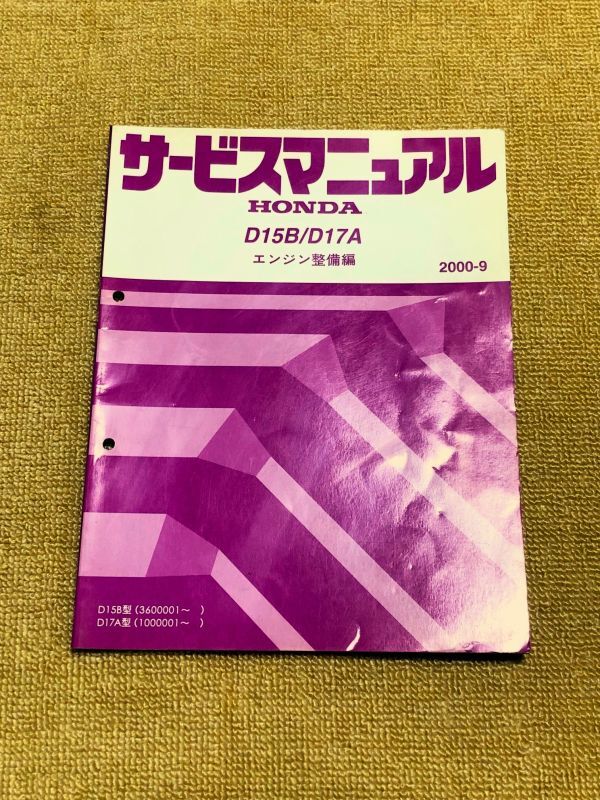 サービスマニュアル
HONDA
D15B/D17A
エンジン整備編
2000-9
D15B型 (3600001～ )
D17A型 (1000001～ )